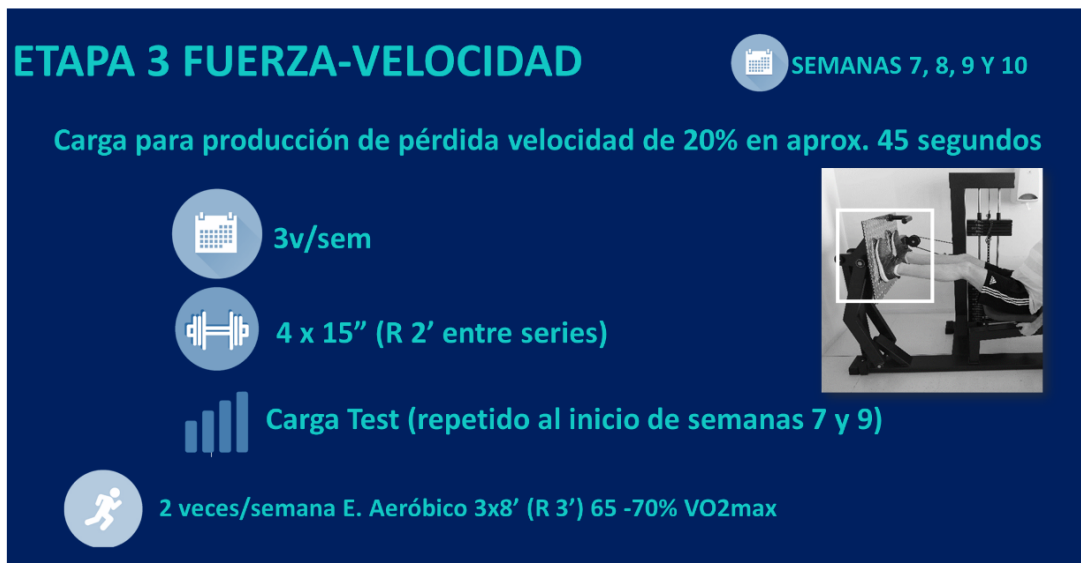 ETAPA 3 FUERZA-VELOCIDAD
SEMANAS 7, 8, 9 Y 10
Carga para producción de pérdida velocidad de 20% en aprox. 45 segundos
3v/sem
4 x 15” (R 2’ entre series)
Carga Test (repetido al inicio de semanas 7 y 9)
2 veces/semana E. Aeróbico 3x8’ (R 3’) 65 -70% VO2max